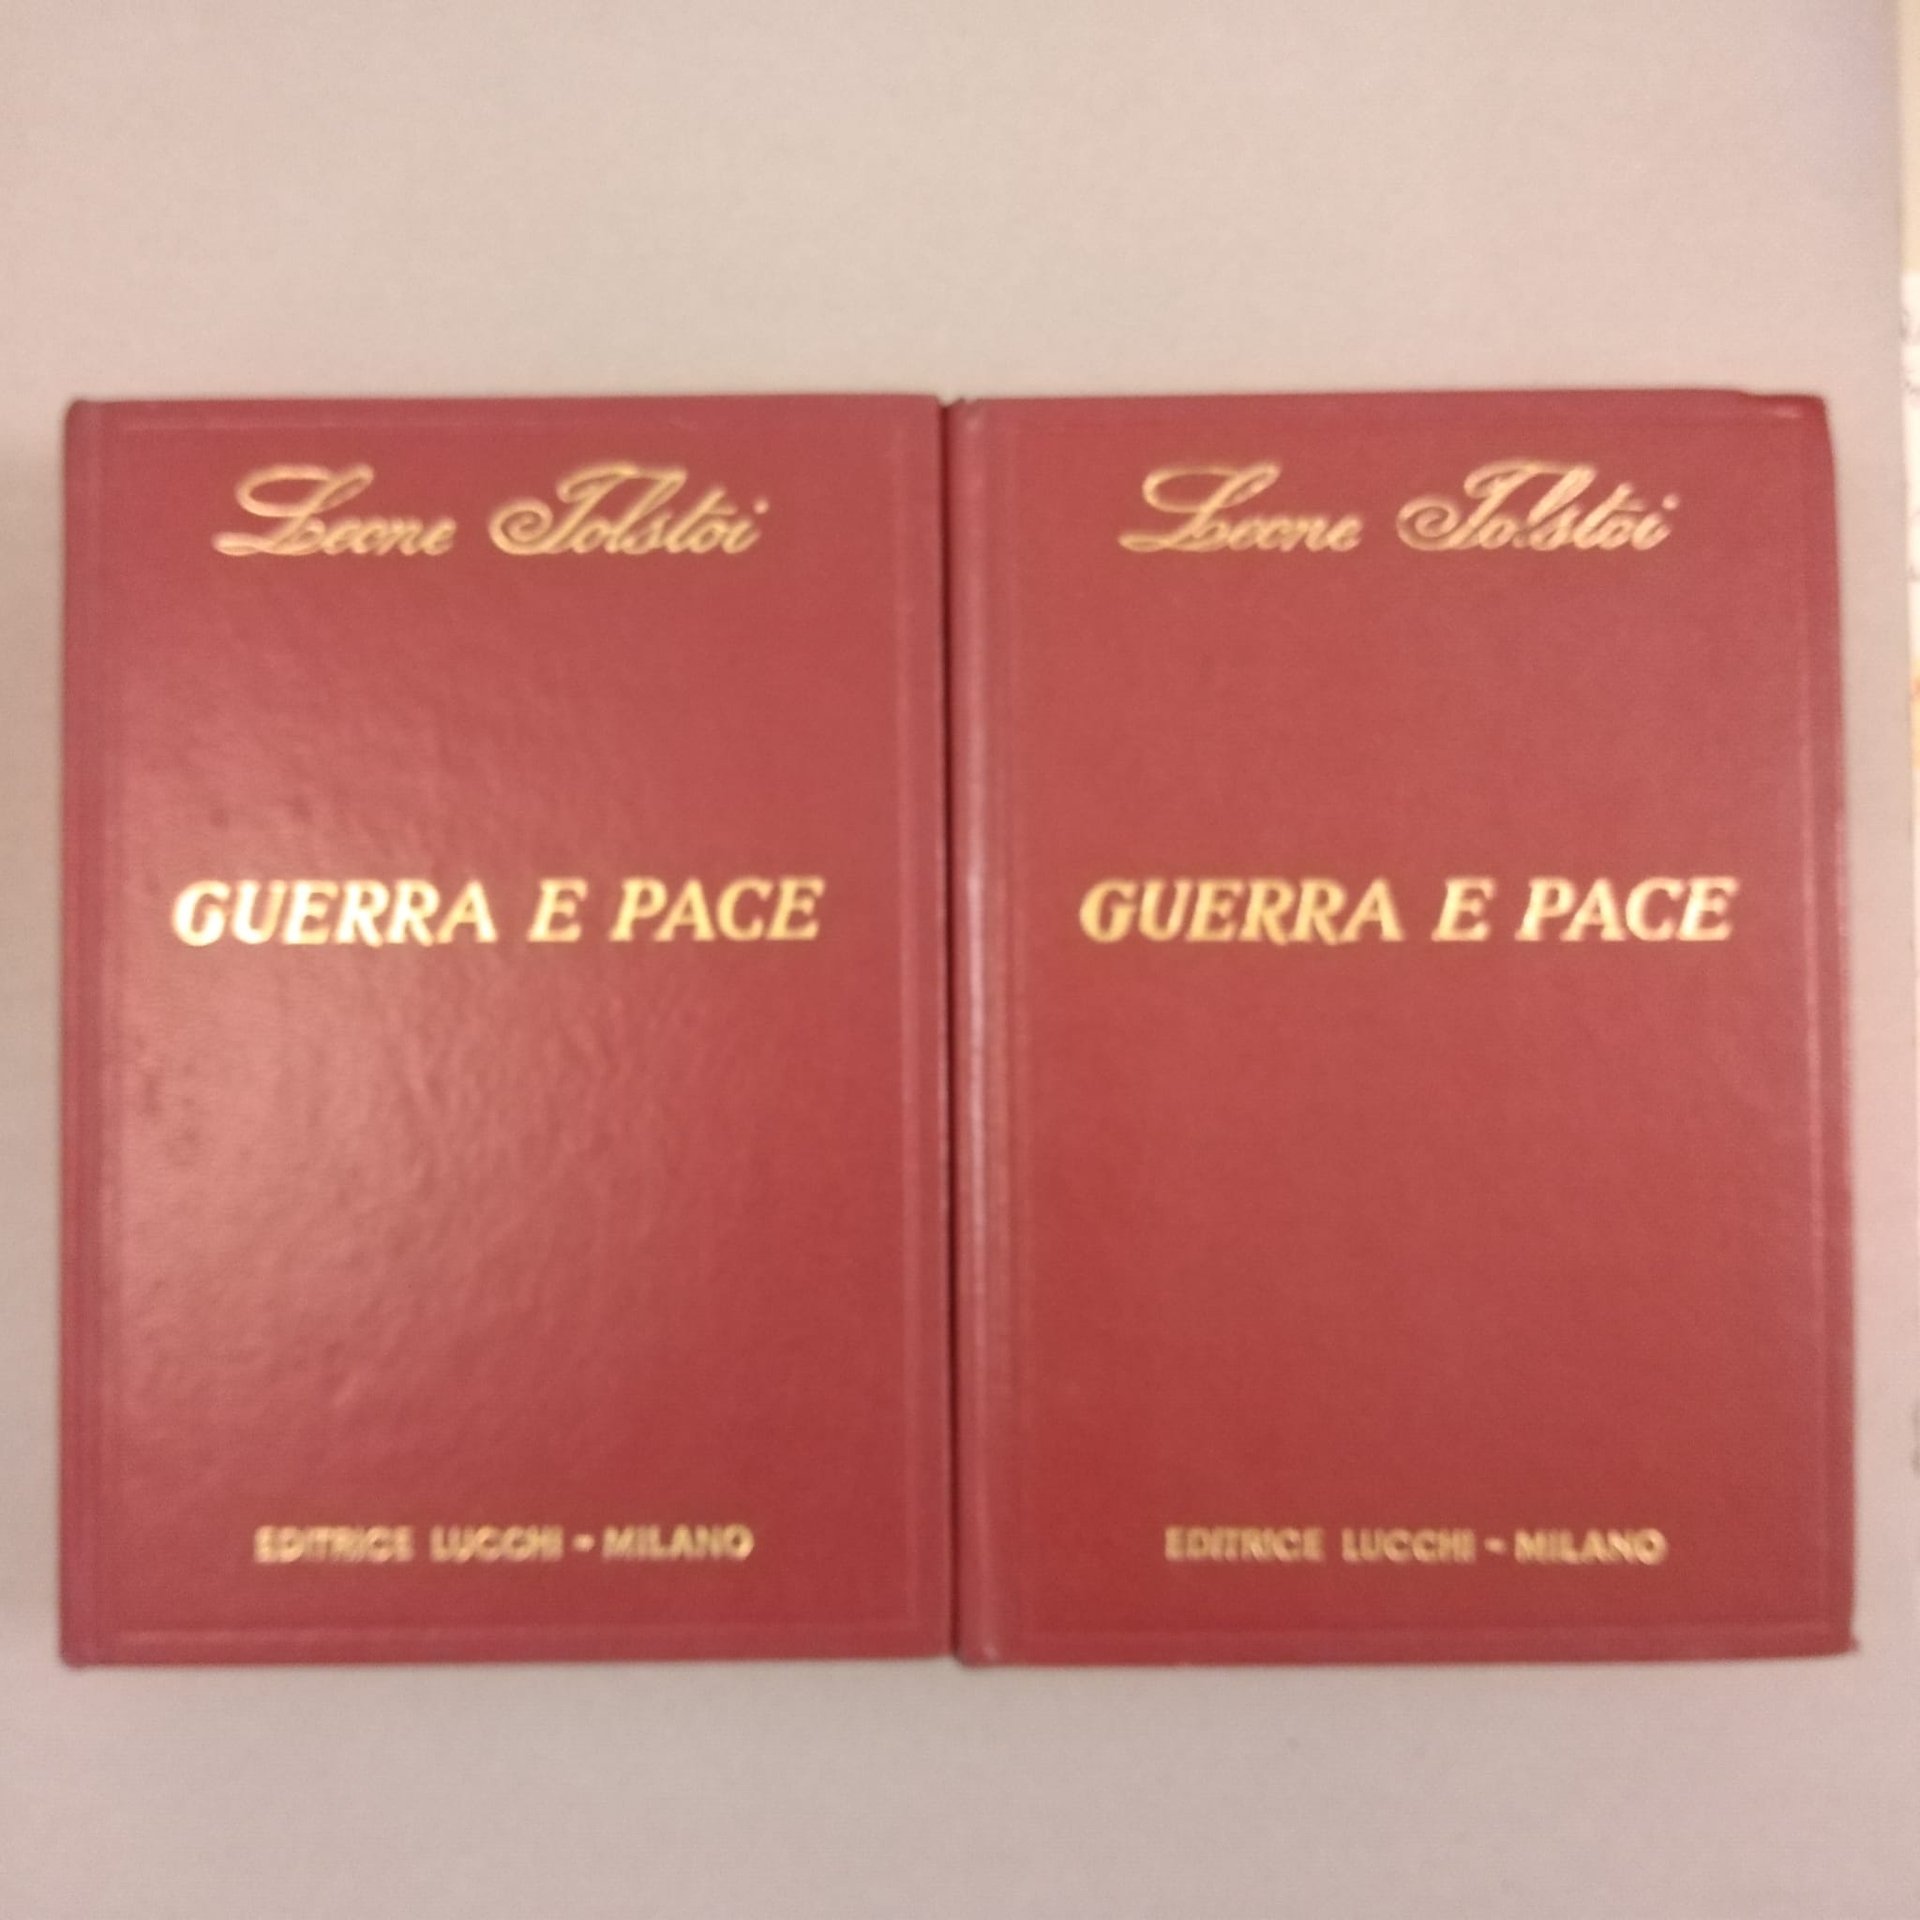 Leone Tolstoi
GUERRA E PACE
EDITRICE LUCCHI - MILANO
Leone Tolstoi
GUERRA E PACE
EDITRICE LUCCHI - MILANO